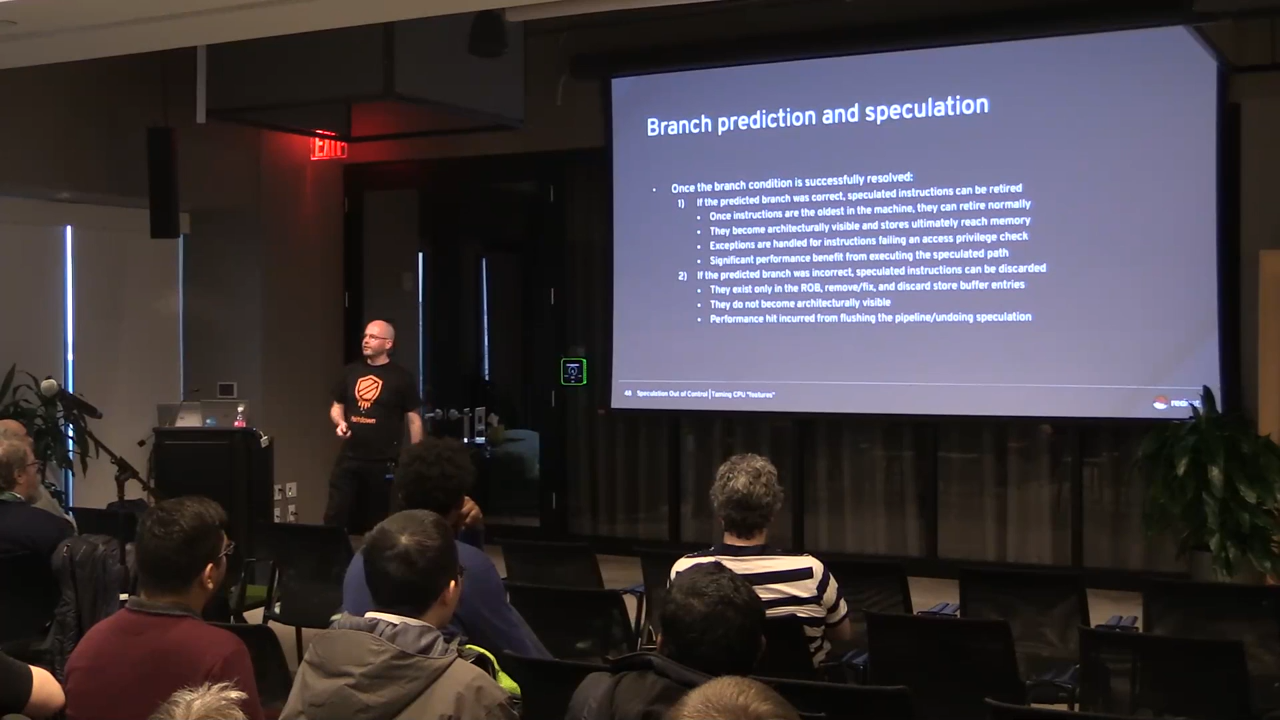 EXIT
Branch prediction and speculation
• Once the branch condition is successfully resolved:
1) If the predicted branch was correct, speculated instructions can be retired
• Once instructions are the oldest in the machine, they can retire normally
• They become architecturally visible and stores ultimately reach memory
• Exceptions are handled for instructions failing an access privilege check
• Significant performance benefit from executing the speculated path
2) If the predicted branch was incorrect, speculated instructions can be discarded
• They exist only in the ROB, remove/fix, and discard store buffer entries
• They do not become architecturally visible
• Performance hit incurred from flushing the pipeline/undoing speculation
48 Speculation Out of Control | Taming CPU "features"